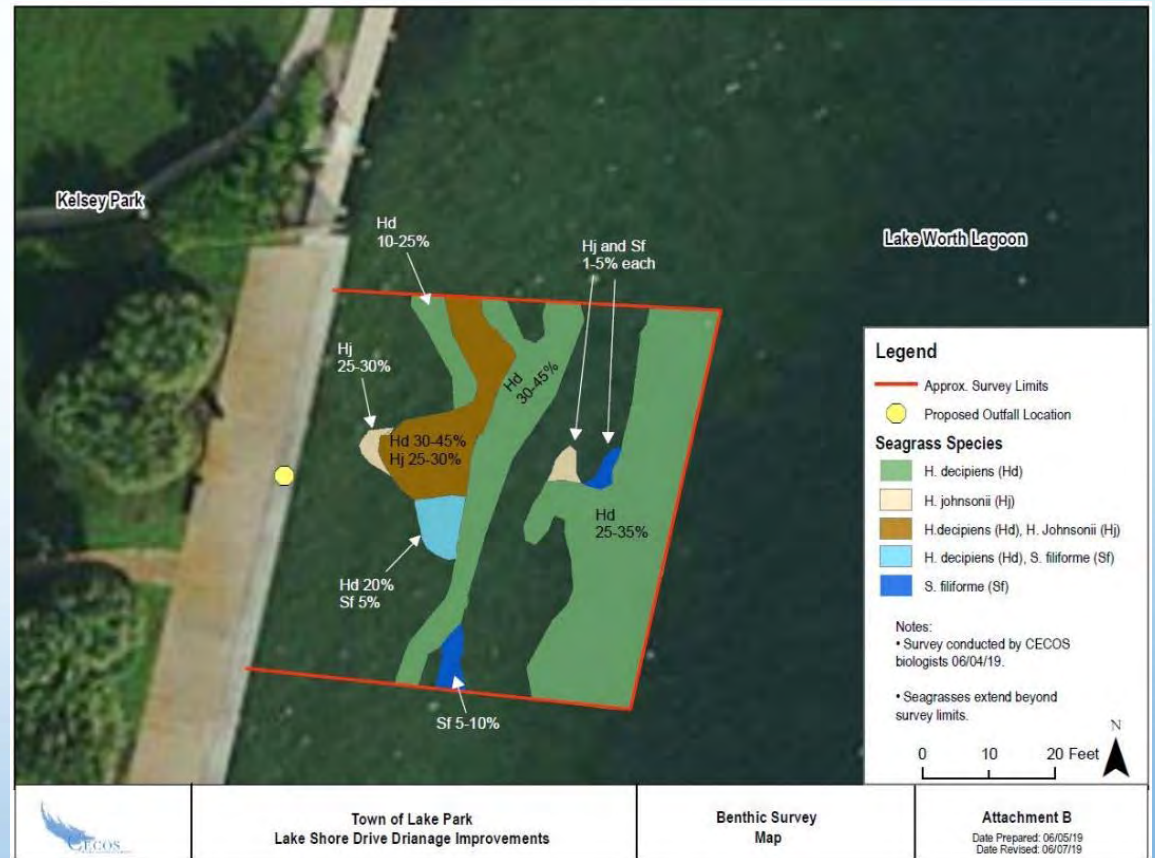 Kelsey Park
Lake Worth Lagoon
Hd
10-25%
Hj and Sf
1-5% each
Hj
25-30%
Hd
30-45%
Hd 30-45%
Hj 25-30%
Hd
25-35%
Hd 20%
Sf 5%
Sf 5-10%
Legend
Approx. Survey Limits
Proposed Outfall Location
Seagrass Species
H. decipiens (Hd)
H. johnsonii (Hj)
H.decipiens (Hd), H. Johnsonii (Hj)
H. decipiens (Hd), S. filiforme (Sf)
S. filiforme (Sf)
Notes:
• Survey conducted by CECOS
biologists 06/04/19.
• Seagrasses extend beyond
survey limits.
N
0 10 20 Feet
CECOS
Town of Lake Park
Lake Shore Drive Drianage Improvements
Benthic Survey
Map
Attachment B
Date Prepared: 06/05/19
Date Revised: 06/07/19